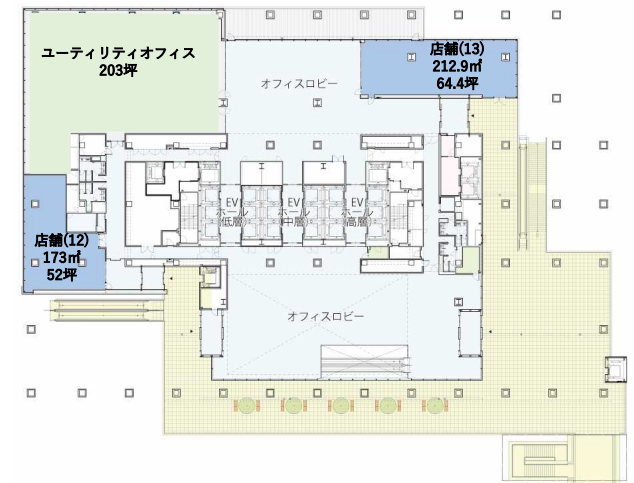 ユーティリティオフィス
203坪
店舗(13)
212.9㎡
64.4坪
オフィスロビー
EV
ホール
低層
EV
ホール
中層
EV
ホール
高層
店舗(12)
173㎡
52坪
オフィスロビー